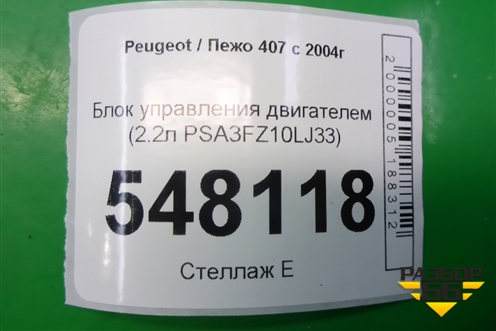 Peugeot / Пежо 407 с 2004г
Блок управления двигателем
(2.2л PSA3FZ10LJ33)
548118
Стеллаж Е
2000005188312
РАЗБОР
66